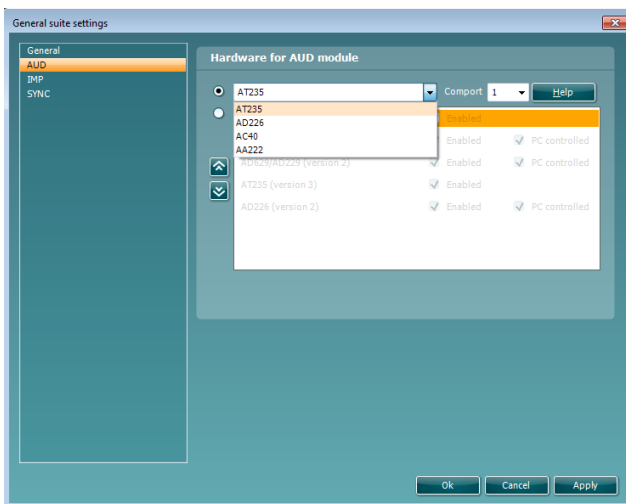 General suite settings
General
AUD
IMP
SYNC
Hardware for AUD module
AT235 Comport 1 Help
AT235
AD226
AC40
AA222
Enabled
Enabled PC controlled
AD629/AD229 (version 2) Enabled PC controlled
AT235 (version 3) Enabled
AD226 (version 2) Enabled PC controlled
Ok Cancel Apply